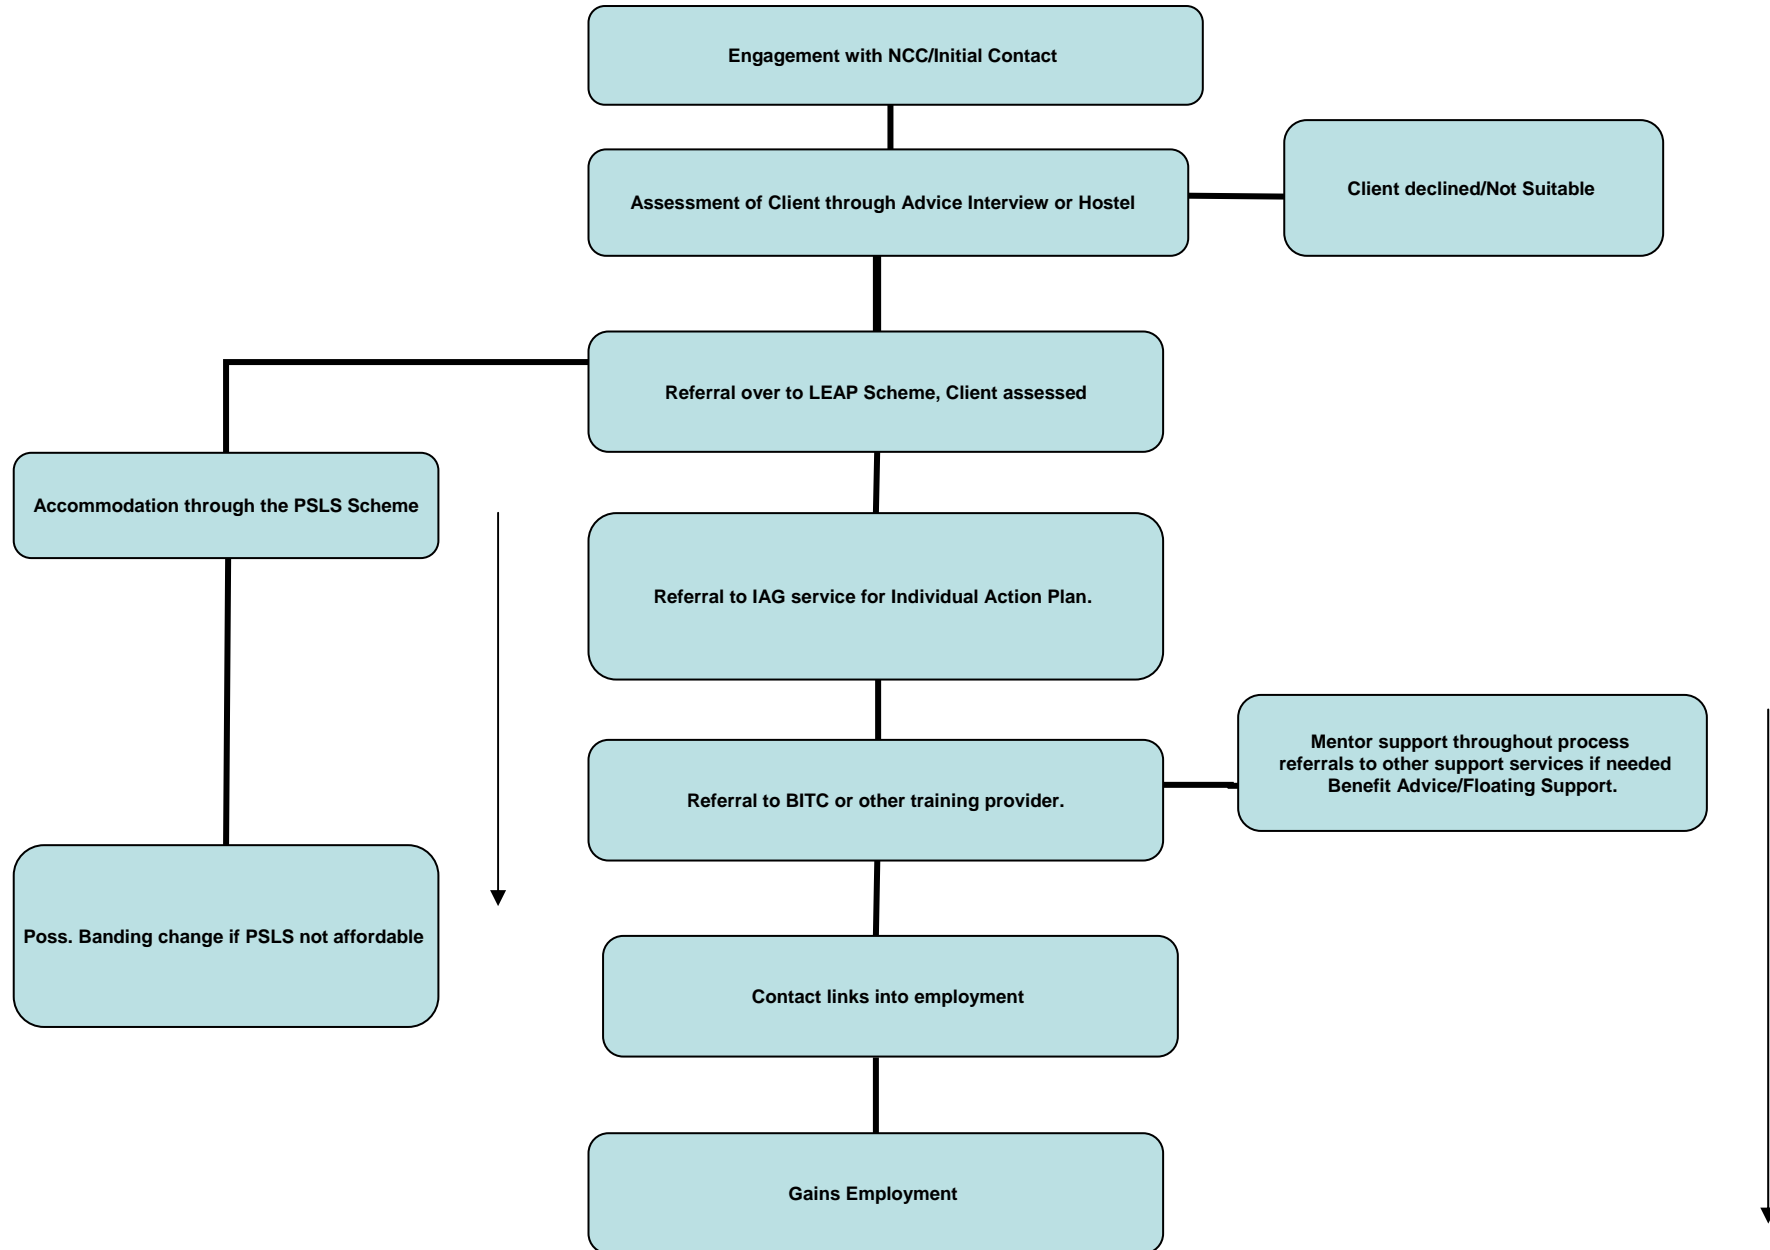 Engagement with NCC/Initial Contact
Assessment of Client through Advice Interview or Hostel
Client declined/Not Suitable
Referral over to LEAP Scheme, Client assessed
Accommodation through the PSLS Scheme
Referral to IAG service for Individual Action Plan.
Mentor support throughout process
referrals to other support services if needed
Benefit Advice/Floating Support.
Referral to BITC or other training provider.
Poss. Banding change if PSLS not affordable
Contact links into employment
Gains Employment